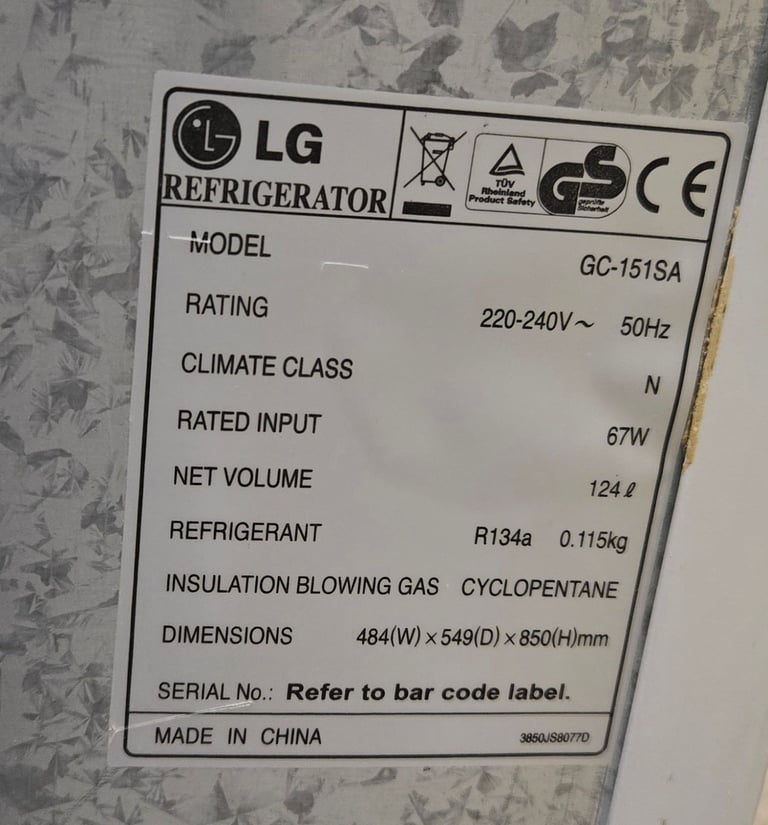 LG
REFRIGERATOR
TÜV
Rheinland
Product Safety
GS
geprüfte
Sicherheit
CE
MODEL GC-151SA
RATING 220-240V~ 50Hz
CLIMATE CLASS N
RATED INPUT 67W
NET VOLUME 124ℓ
REFRIGERANT R134a 0.115kg
INSULATION BLOWING GAS CYCLOPENTANE
DIMENSIONS 484(W)×549(D)×850(H)mm
SERIAL No.: Refer to bar code label.
MADE IN CHINA 3850JS8077D